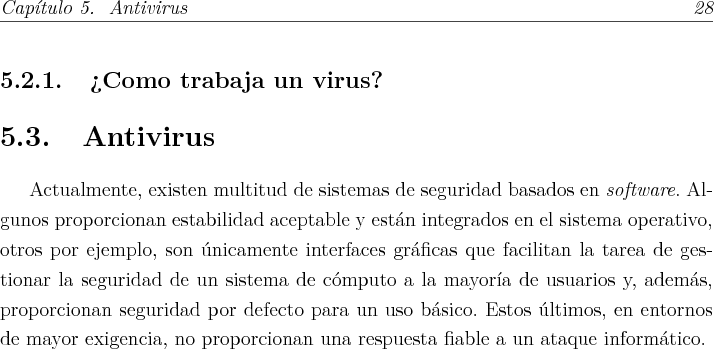 Capítulo 5. Antivirus 28
5.2.1. ¿Como trabaja un virus?
5.3. Antivirus
Actualmente, existen multitud de sistemas de seguridad basados en software. Al-
gunos proporcionan estabilidad aceptable y están integrados en el sistema operativo,
otros por ejemplo, son únicamente interfaces gráficas que facilitan la tarea de ges-
tionar la seguridad de un sistema de cómputo a la mayoría de usuarios y, además,
proporcionan seguridad por defecto para un uso básico. Estos últimos, en entornos
de mayor exigencia, no proporcionan una respuesta fiable a un ataque informático.